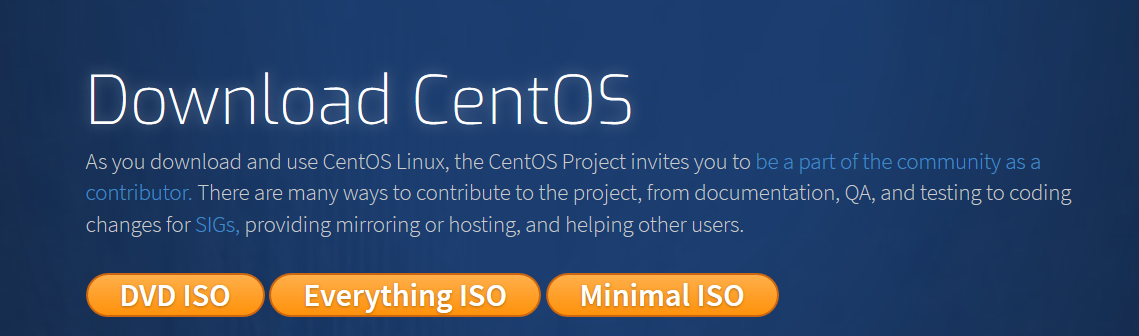 Download CentOS
As you download and use CentOS Linux, the CentOS Project invites you to be a part of the community as a
contributor. There are many ways to contribute to the project, from documentation, QA, and testing to coding
changes for SIGs, providing mirroring or hosting, and helping other users.
DVD ISO Everything ISO Minimal ISO